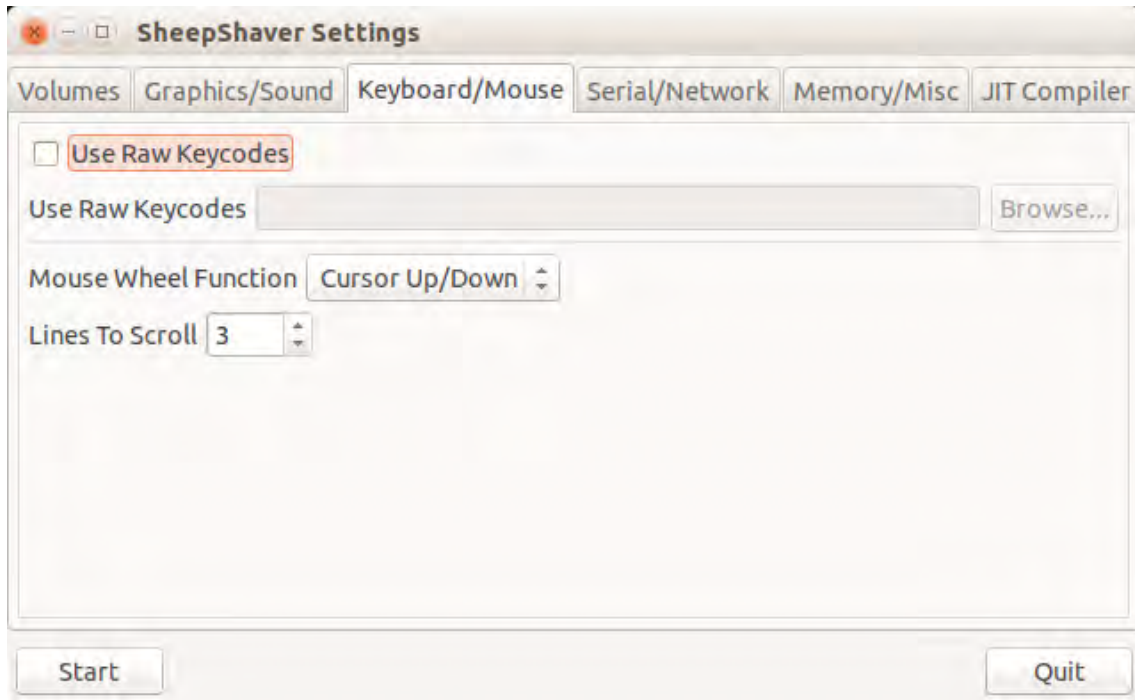 SheepShaver Settings
Volumes Graphics/Sound Keyboard/Mouse Serial/Network Memory/Misc JIT Compiler
Use Raw Keycodes
Use Raw Keycodes Browse...
Mouse Wheel Function Cursor Up/Down
Lines To Scroll 3
Start Quit